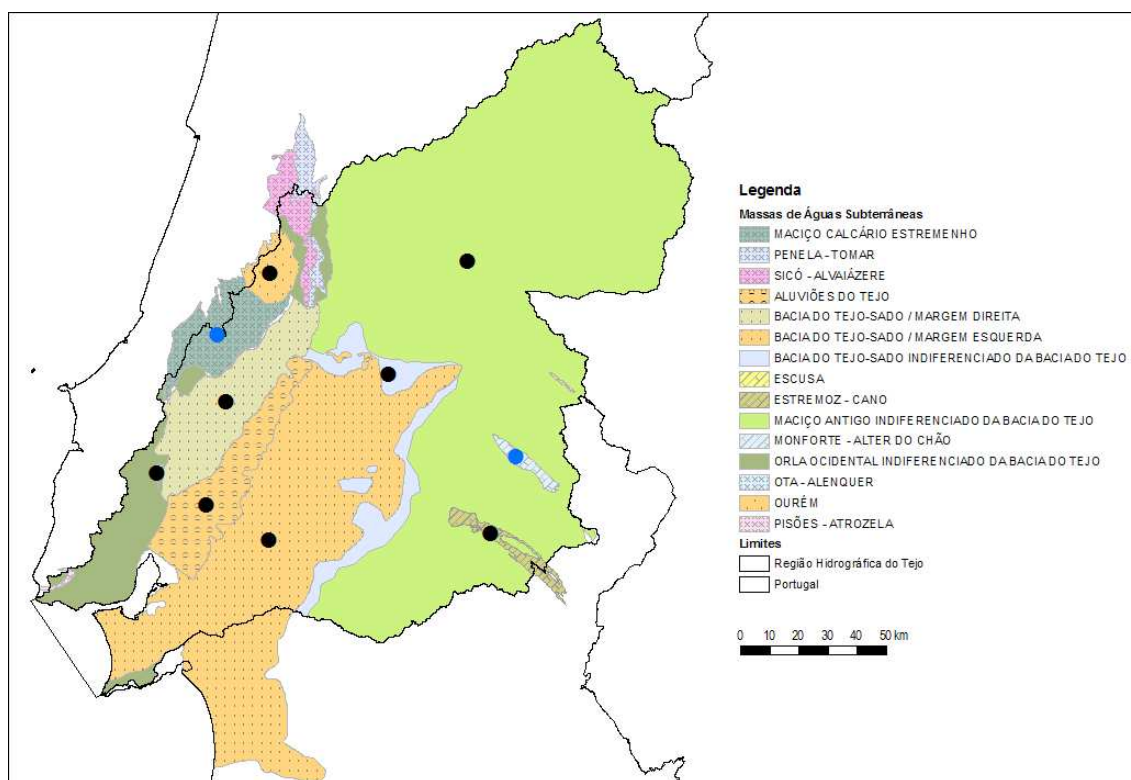 Legenda
Massas de Águas Subterrâneas
MACIÇO CALCÁRIO ESTREMENHO
PENELA - TOMAR
SICÓ - ALVAIÁZERE
ALUVIÕES DO TEJO
BACIA DO TEJO-SADO / MARGEM DIREITA
BACIA DO TEJO-SADO / MARGEM ESQUERDA
BACIA DO TEJO-SADO INDIFERENCIADO DA BACIA DO TEJO
ESCUSA
ESTREMOZ - CANO
MACIÇO ANTIGO INDIFERENCIADO DA BACIA DO TEJO
MONFORTE - ALTER DO CHÃO
ORLA OCIDENTAL INDIFERENCIADO DA BACIA DO TEJO
OTA - ALENQUER
OURÉM
PISÕES - ATROZELA
Limites
Região Hidrográfica do Tejo
Portugal
0 10 20 30 40 50 km